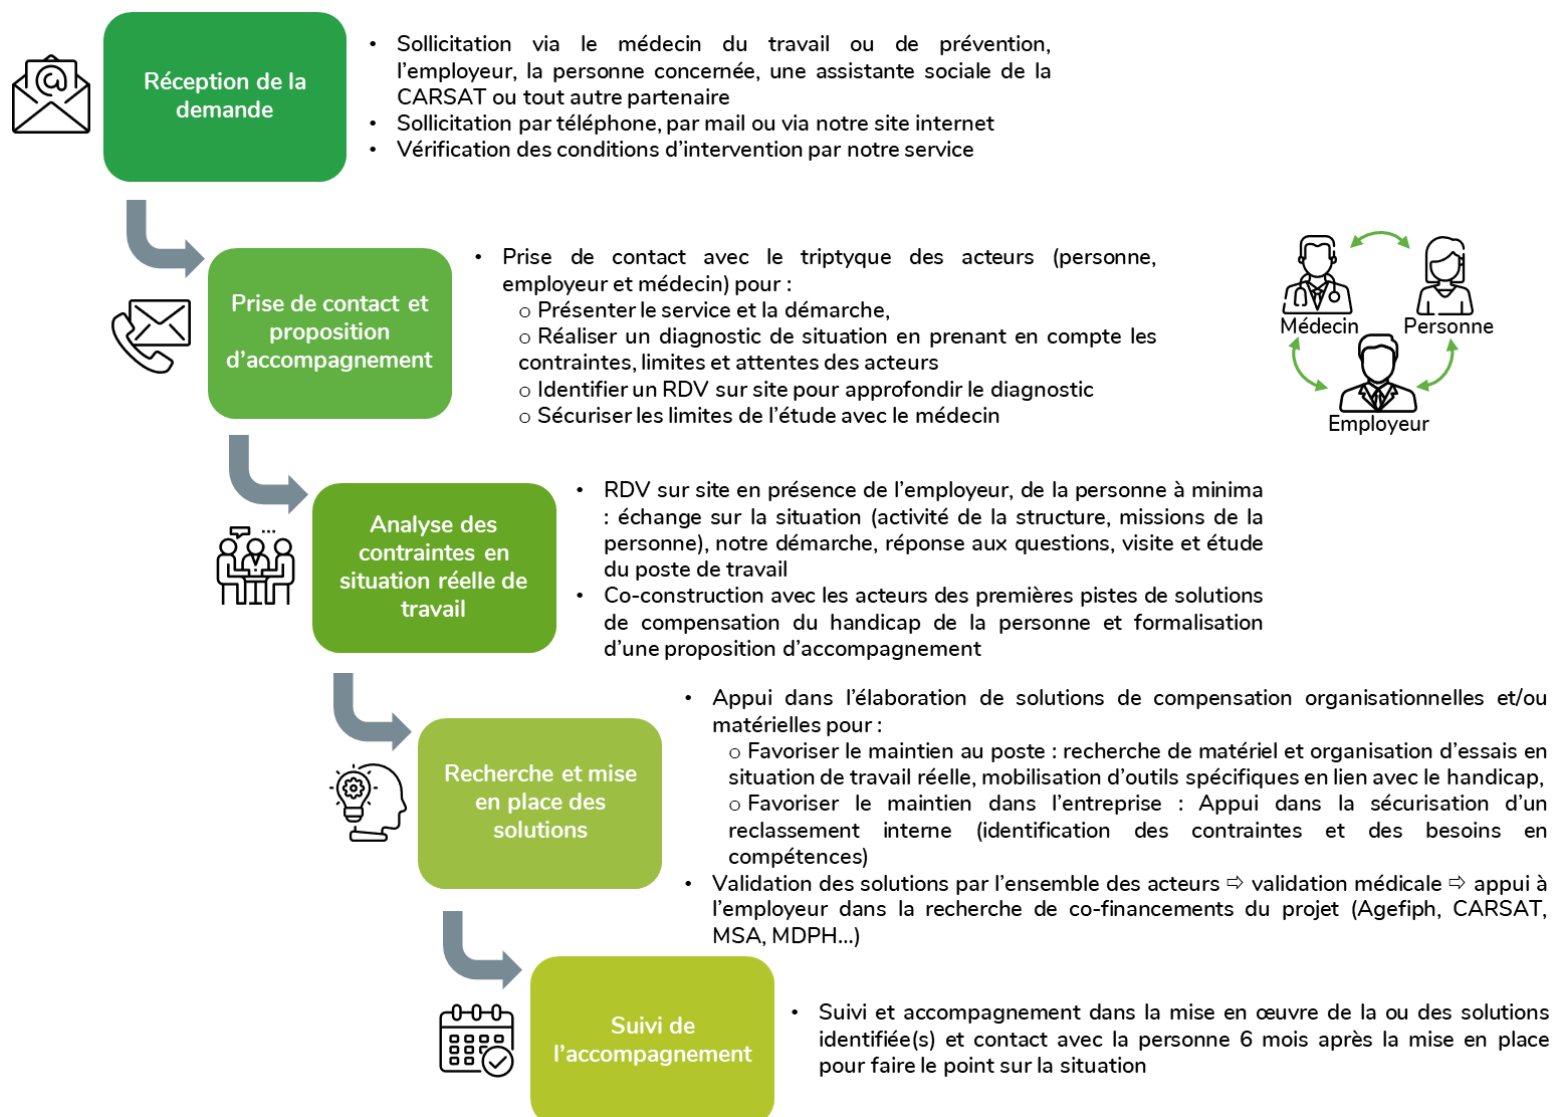 Réception de la
demande
• Sollicitation via le médecin du travail ou de prévention,
l’employeur, la personne concernée, une assistante sociale de la
CARSAT ou tout autre partenaire
• Sollicitation par téléphone, par mail ou via notre site internet
• Vérification des conditions d’intervention par notre service
Prise de contact et
proposition
d’accompagnement
• Prise de contact avec le triptyque des acteurs (personne,
employeur et médecin) pour :
o Présenter le service et la démarche,
o Réaliser un diagnostic de situation en prenant en compte les
contraintes, limites et attentes des acteurs
o Identifier un RDV sur site pour approfondir le diagnostic
o Sécuriser les limites de l’étude avec le médecin
Médecin
Personne
Employeur
Analyse des
contraintes en
situation réelle de
travail
• RDV sur site en présence de l’employeur, de la personne à minima
: échange sur la situation (activité de la structure, missions de la
personne), notre démarche, réponse aux questions, visite et étude
du poste de travail
• Co-construction avec les acteurs des premières pistes de solutions
de compensation du handicap de la personne et formalisation
d’une proposition d’accompagnement
Recherche et mise
en place des
solutions
• Appui dans l’élaboration de solutions de compensation organisationnelles et/ou
matérielles pour :
o Favoriser le maintien au poste : recherche de matériel et organisation d’essais en
situation de travail réelle, mobilisation d’outils spécifiques en lien avec le handicap,
o Favoriser le maintien dans l’entreprise : Appui dans la sécurisation d’un
reclassement interne (identification des contraintes et des besoins en
compétences)
• Validation des solutions par l’ensemble des acteurs ⇨ validation médicale ⇨ appui à
l’employeur dans la recherche de co-financements du projet (Agefiph, CARSAT,
MSA, MDPH…)
Suivi de
l’accompagnement
• Suivi et accompagnement dans la mise en œuvre de la ou des solutions
identifiée(s) et contact avec la personne 6 mois après la mise en place
pour faire le point sur la situation